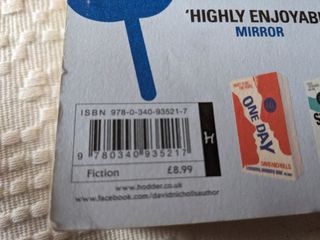 'HIGHLY ENJOYABL
MIRROR
ISBN 978-0-340-93521-7
9 780340 935217
Fiction £8.99
H
www.hodder.co.uk
www.facebook.com/davidnichollsauthor
ONE DAY
DAVID NICHOLLS